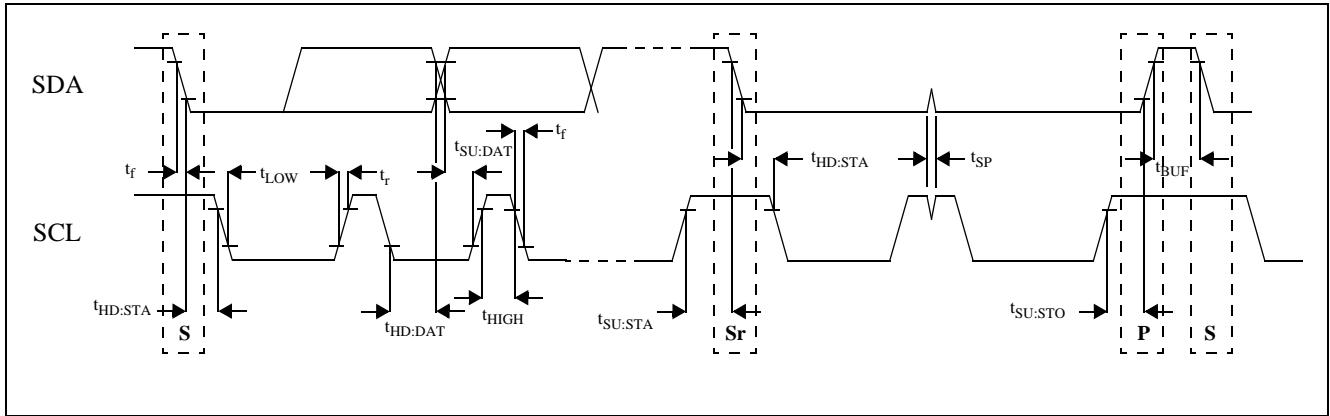 SDA
t_f
t_SU:DAT
t_f
t_LOW
t_r
t_HD:STA
t_SP
t_BUF
SCL
t_HD:STA
t_HD:DAT
t_HIGH
t_SU:STA
t_SU:STO
S
Sr
P
S